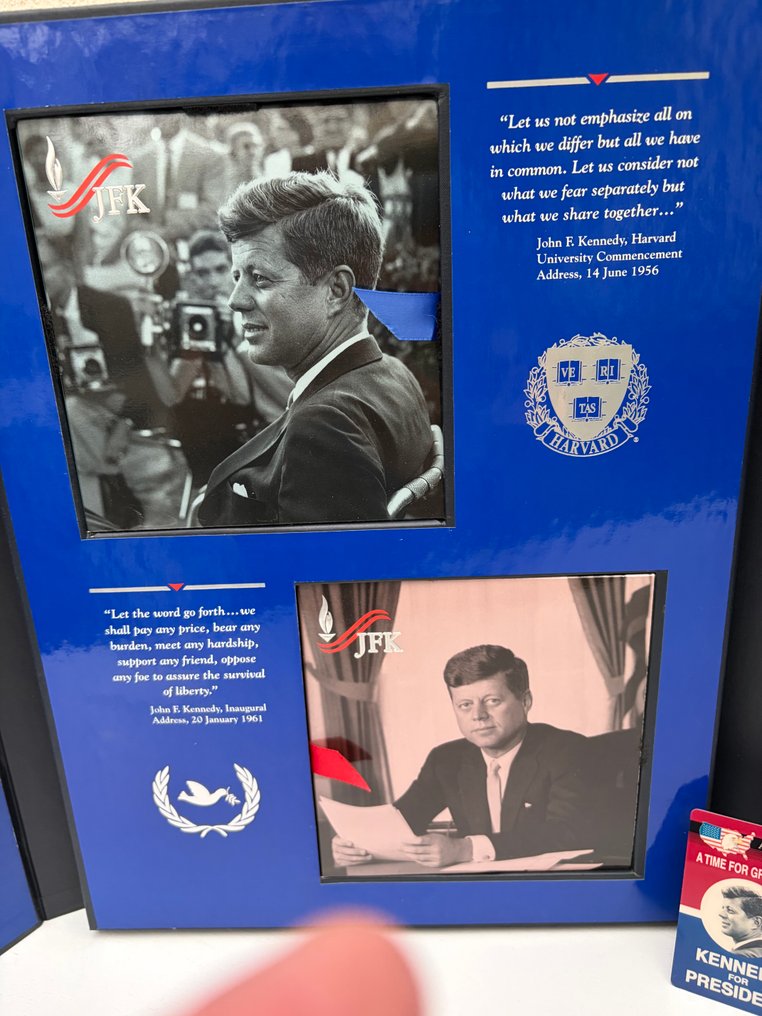 JFK
“Let us not emphasize all on
which we differ but all we have
in common. Let us consider not
what we fear separately but
what we share together...”
John F. Kennedy, Harvard
University Commencement
Address, 14 June 1956
VE RI
TAS
HARVARD
“Let the word go forth...we
shall pay any price, bear any
burden, meet any hardship,
support any friend, oppose
any foe to assure the survival
of liberty.”
John F. Kennedy, Inaugural
Address, 20 January 1961
JFK
A TIME FOR GR
KENNE
FOR
PRESIDE